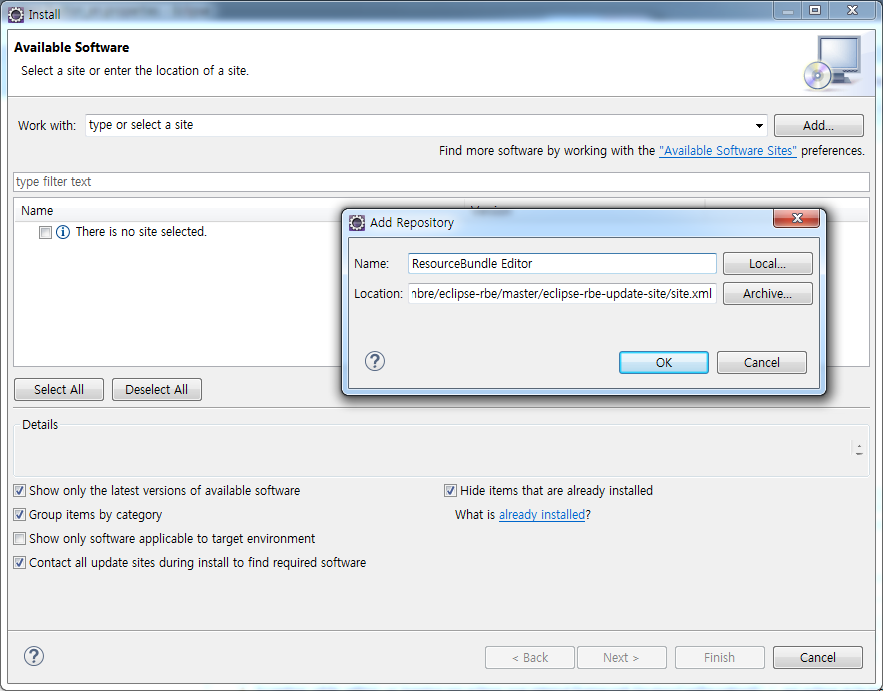 Install
Available Software
Select a site or enter the location of a site.
Work with: type or select a site Add...
Find more software by working with the "Available Software Sites" preferences.
type filter text
Name
There is no site selected.
Add Repository
Name: ResourceBundle Editor Local...
Location: nbre/eclipse-rbe/master/eclipse-rbe-update-site/site.xml Archive...
OK Cancel
Select All Deselect All
Details
Show only the latest versions of available software Hide items that are already installed
Group items by category What is already installed?
Show only software applicable to target environment
Contact all update sites during install to find required software
< Back Next > Finish Cancel